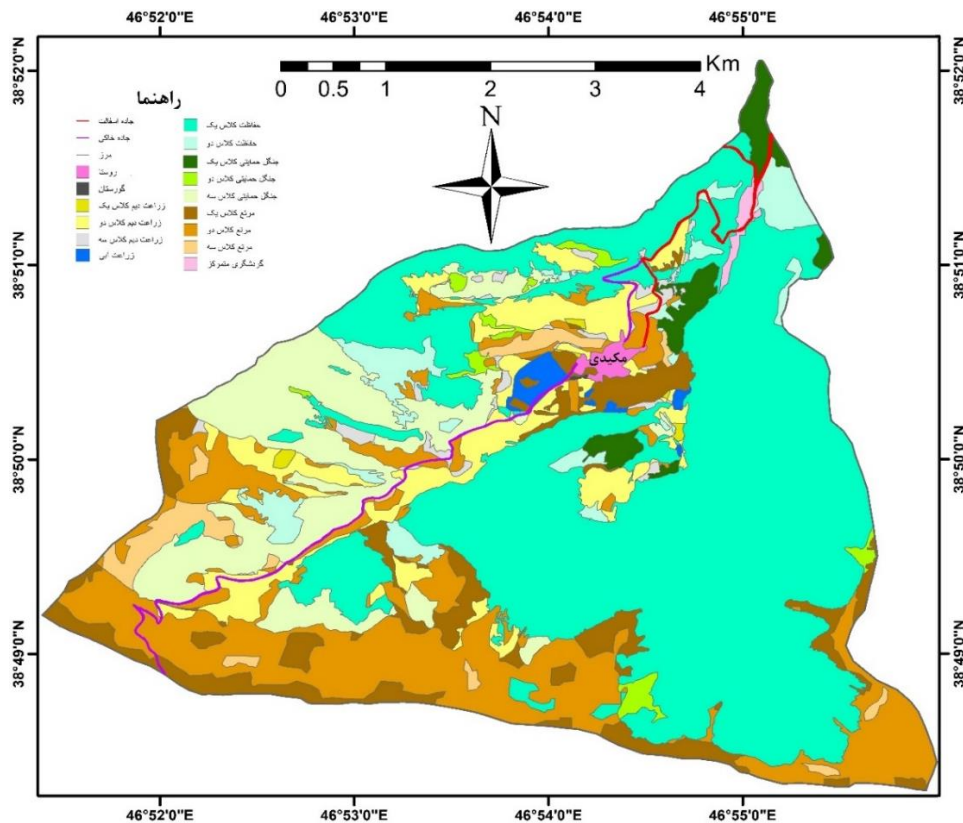 46°52'0"E 46°53'0"E 46°54'0"E 46°55'0"E
38°52'0"N 38°52'0"N
Km
0 0.5 1 2 3 4
راهنما
N
جاده اسفالت
جاده خاکی
مرز
روستا
گورستان
زراعت دیم کلاس یک
زراعت دیم کلاس دو
زراعت دیم کلاس سه
زراعت ابی
حفاظت کلاس یک
حفاظت کلاس دو
جنگل حمایتی کلاس یک
جنگل حمایتی کلاس دو
جنگل حمایتی کلاس سه
مرتع کلاس یک
مرتع کلاس دو
مرتع کلاس سه
گردشگری متمرکز
38°51'0"N 38°51'0"N
مکیدی
38°50'0"N 38°50'0"N
38°49'0"N 38°49'0"N
46°52'0"E 46°53'0"E 46°54'0"E 46°55'0"E